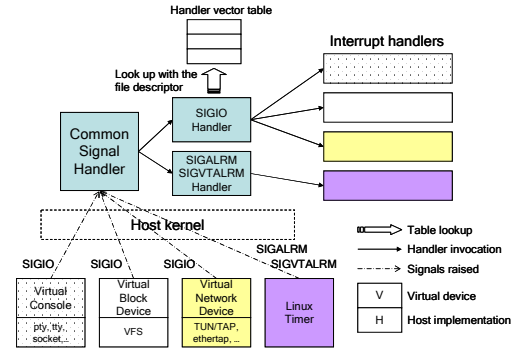 Handler vector table
Interrupt handlers
Look up with the
file descriptor
SIGIO
Handler
Common
Signal
Handler
SIGALRM
SIGVTALRM
Handler
Host kernel
SIGALRM
SIGIO
SIGIO
SIGIO
SIGVTALRM
Virtual
Console
pty, tty,
socket,..
Virtual
Block
Device
VFS
Virtual
Network
Device
TUN/TAP,
ethertap, ...
Linux
Timer
Table lookup
Handler invocation
Signals raised
V
Virtual device
H
Host implementation